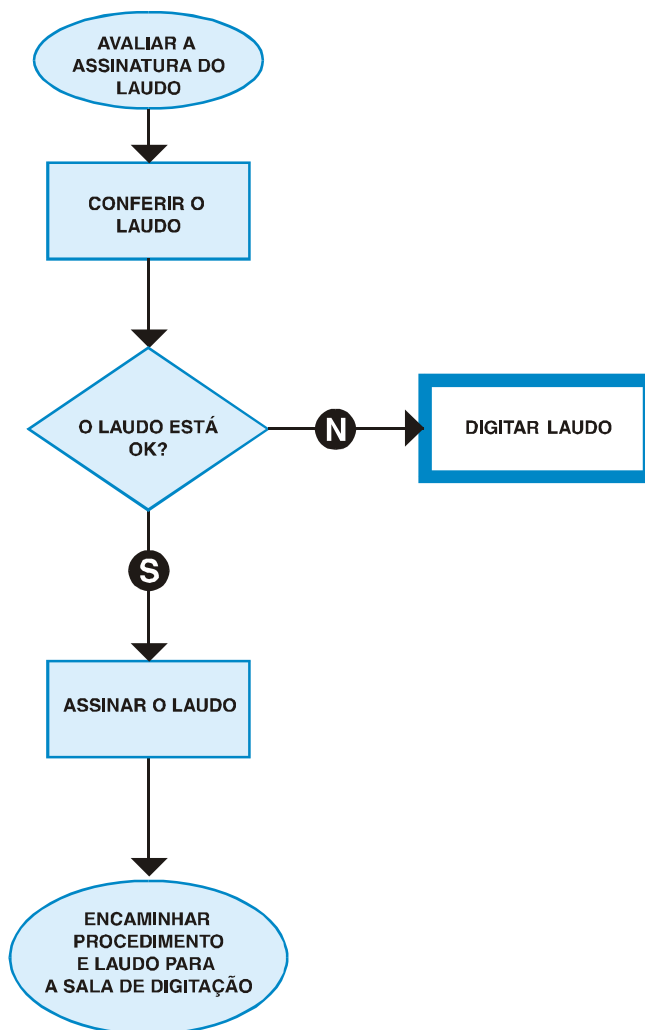 AVALIAR A
ASSINATURA DO
LAUDO
CONFERIR O
LAUDO
O LAUDO ESTÁ
OK?
N
DIGITAR LAUDO
S
ASSINAR O LAUDO
ENCAMINHAR
PROCEDIMENTO
E LAUDO PARA
A SALA DE DIGITAÇÃO